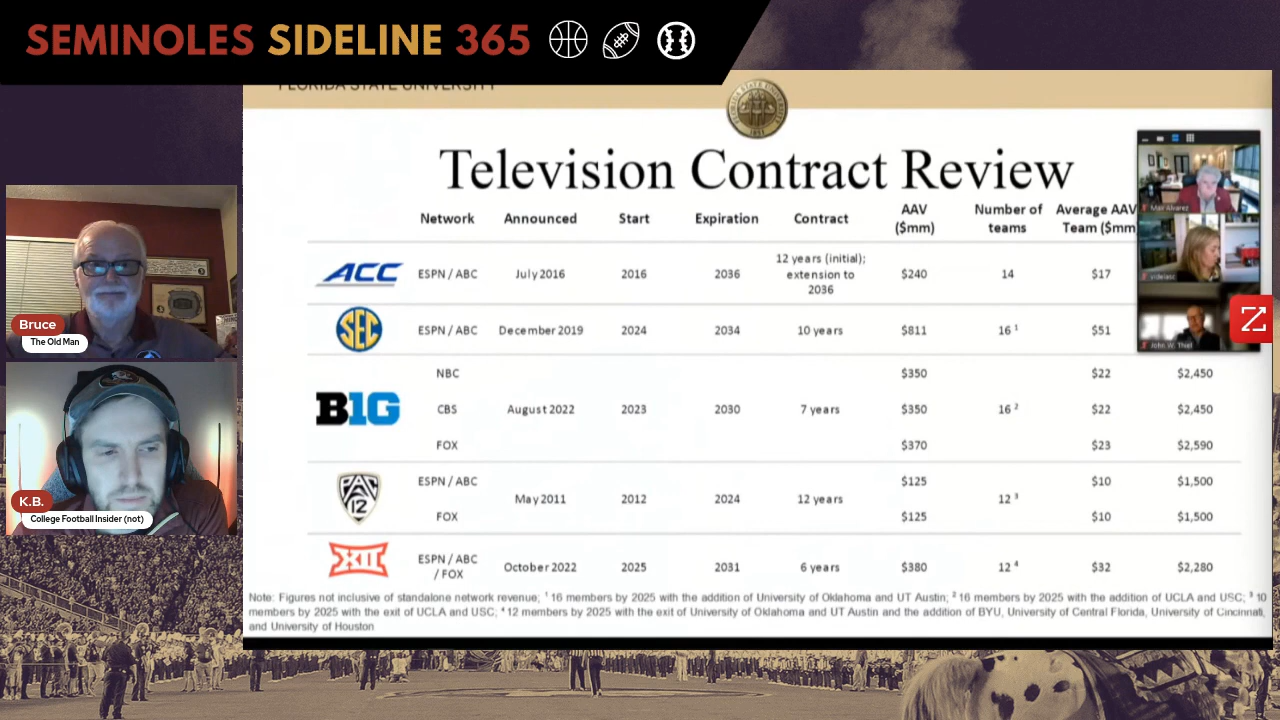 SEMINOLES SIDELINE 365
FLORIDA STATE UNIVERSITY
Television Contract Review
Network Announced Start Expiration Contract AAV ($mm) Number of teams Average AAV Team ($mm
ACC ESPN / ABC July 2016 2016 2036 12 years (initial); extension to 2036 $240 14 $17
SEC ESPN / ABC December 2019 2024 2034 10 years $811 16 1 $51
NBC $350 $22 $2,450
B1G CBS August 2022 2023 2030 7 years $350 16 2 $22 $2,450
FOX $370 $23 $2,590
ESPN / ABC $125 $10 $1,500
PAC 12 May 2011 2012 2024 12 years 12 3
FOX $125 $10 $1,500
XII ESPN / ABC / FOX October 2022 2025 2031 6 years $380 12 4 $32 $2,280
Note: Figures not inclusive of standalone network revenue; 1 16 members by 2025 with the addition of University of Oklahoma and UT Austin; 2 16 members by 2025 with the addition of UCLA and USC; 3 10
members by 2025 with the exit of UCLA and USC; 4 12 members by 2025 with the exit of University of Oklahoma and UT Austin and the addition of BYU, University of Central Florida, University of Cincinnati,
and University of Houston
Bruce
The Old Man
K.B.
College Football Insider (not)
John W. Thiel